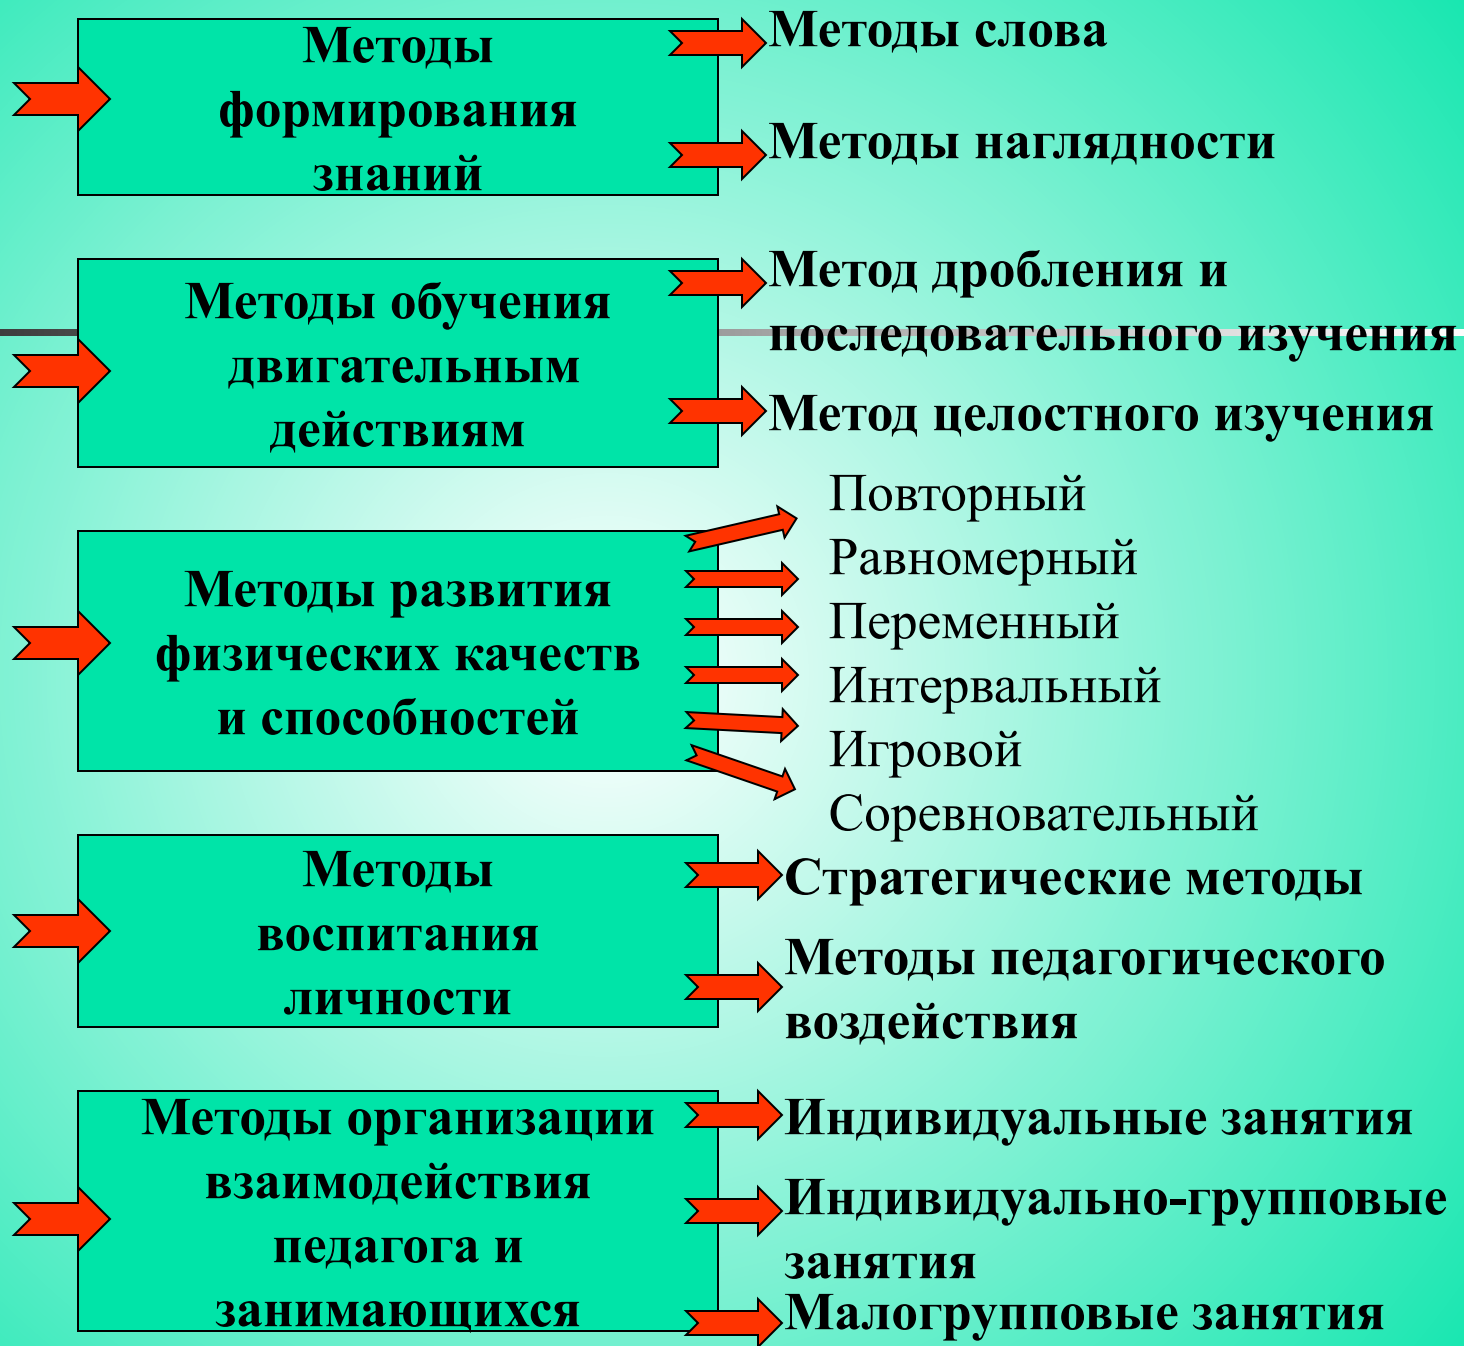 Методы
формирования
знаний
Методы слова
Методы наглядности
Методы обучения
двигательным
действиям
Метод дробления и
последовательного изучения
Метод целостного изучения
Методы развития
физических качеств
и способностей
Повторный
Равномерный
Переменный
Интервальный
Игровой
Соревновательный
Методы
воспитания
личности
Стратегические методы
Методы педагогического
воздействия
Методы организации
взаимодействия
педагога и
занимающихся
Индивидуальные занятия
Индивидуально-групповые
занятия
Малогрупповые занятия